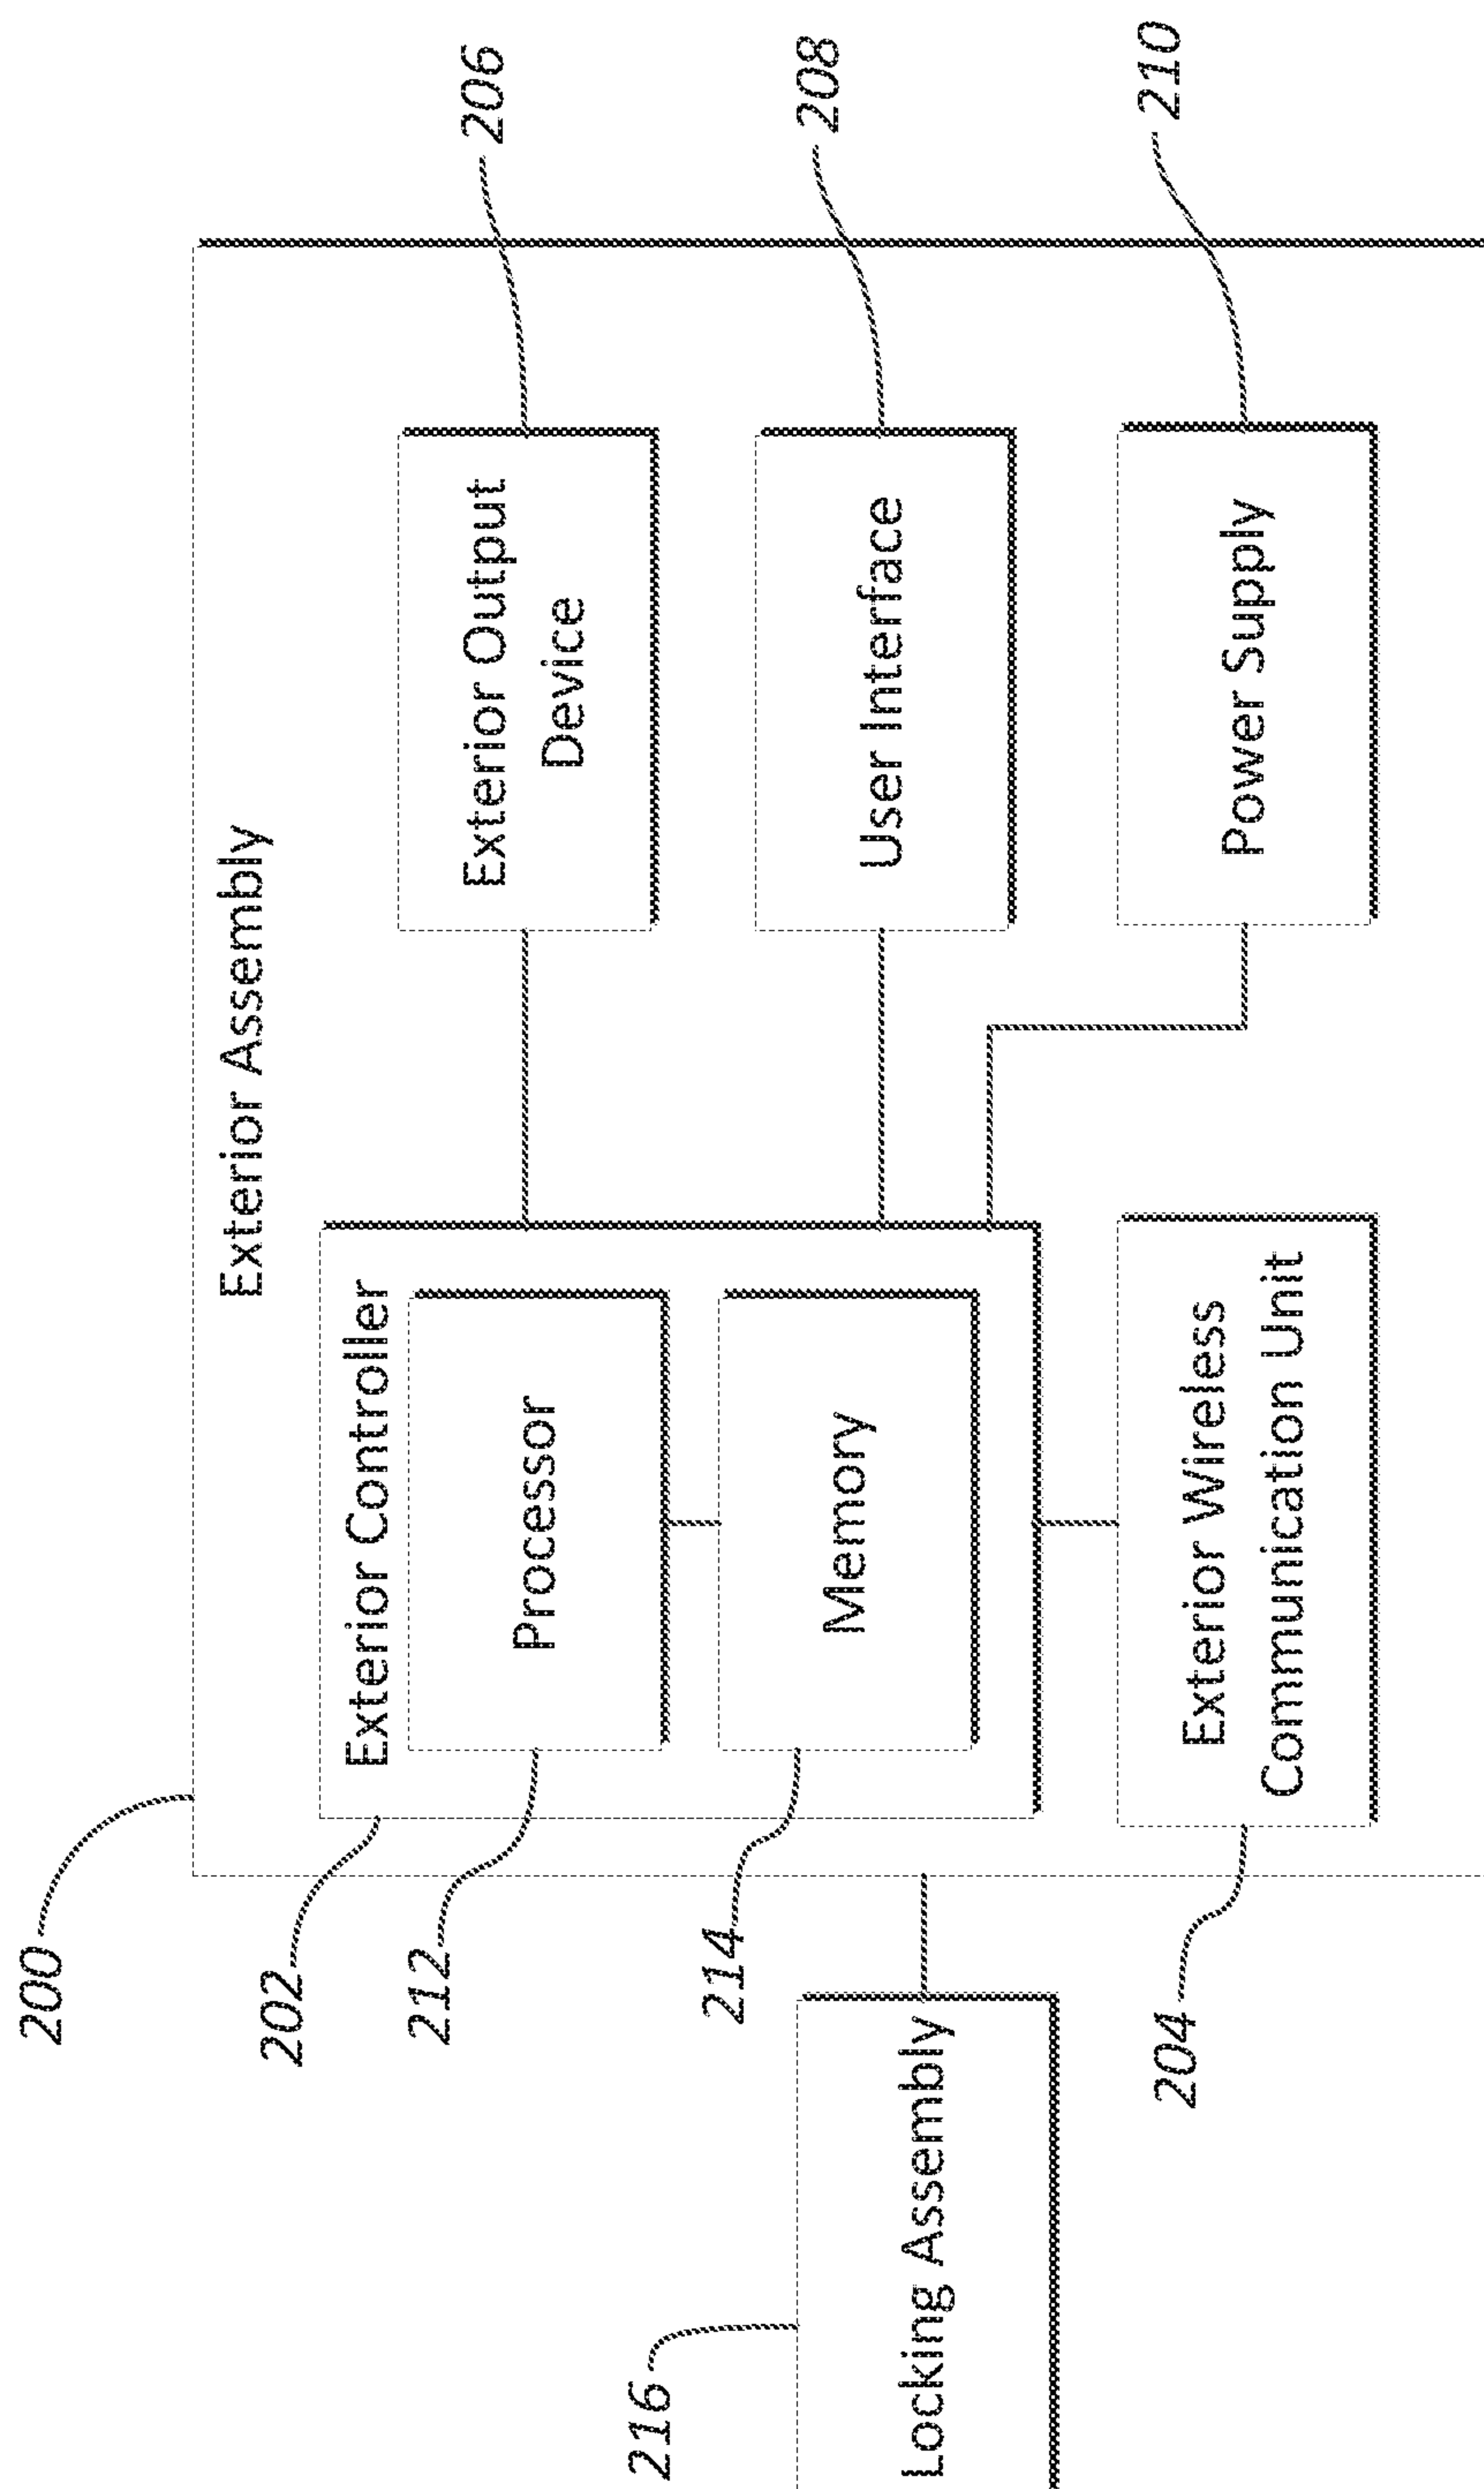 200
Exterior Assembly
202
Exterior Controller
212
Processor
214
Memory
Exterior Output
Device
206
User Interface
208
Power Supply
210
216
Locking Assembly
204
Exterior Wireless
Communication Unit